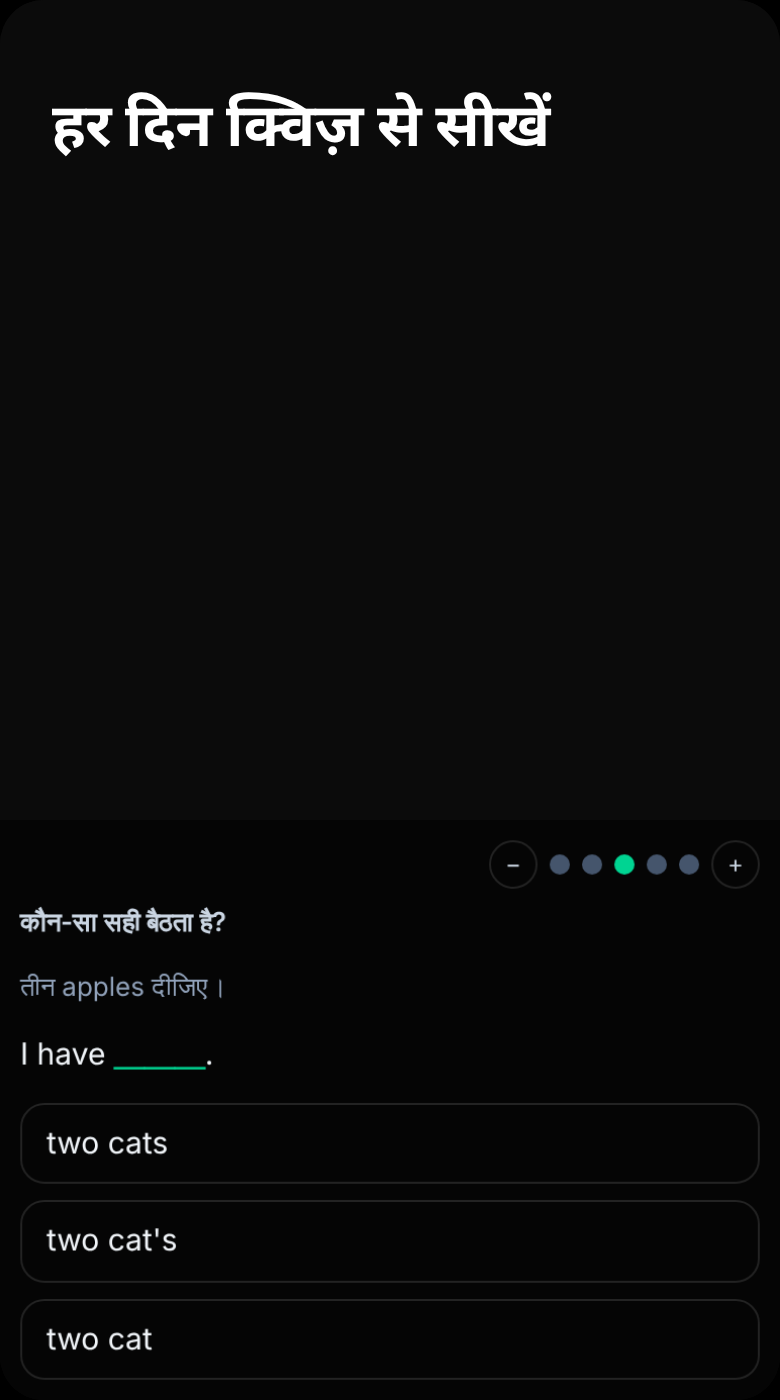 हर दिन क्विज़ से सीखें
− +
कौन-सा सही बैठता है?
तीन apples दीजिए।
I have ______.
two cats
two cat's
two cat